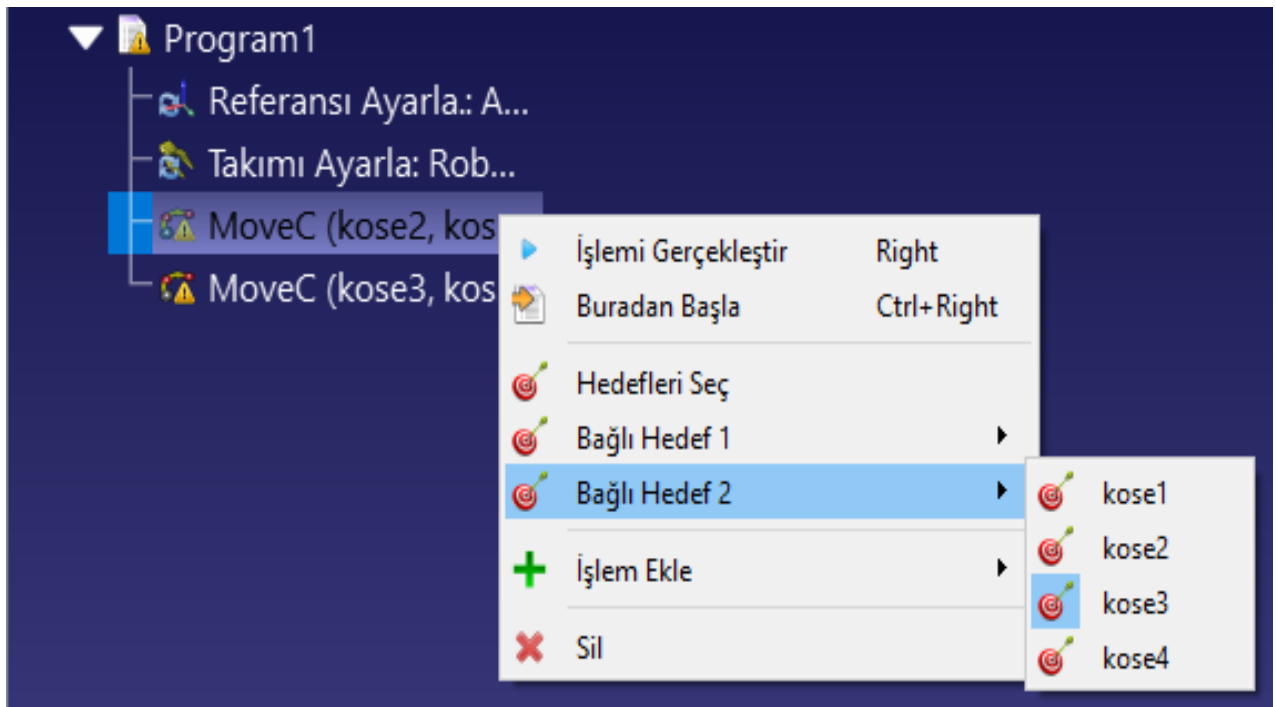 Program1
Referansı Ayarla.: A...
Takımı Ayarla: Rob...
MoveC (kose2, kos
MoveC (kose3, kos
İşlemi Gerçekleştir Right
Buradan Başla Ctrl+Right
Hedefleri Seç
Bağlı Hedef 1
Bağlı Hedef 2
İşlem Ekle
Sil
kose1
kose2
kose3
kose4